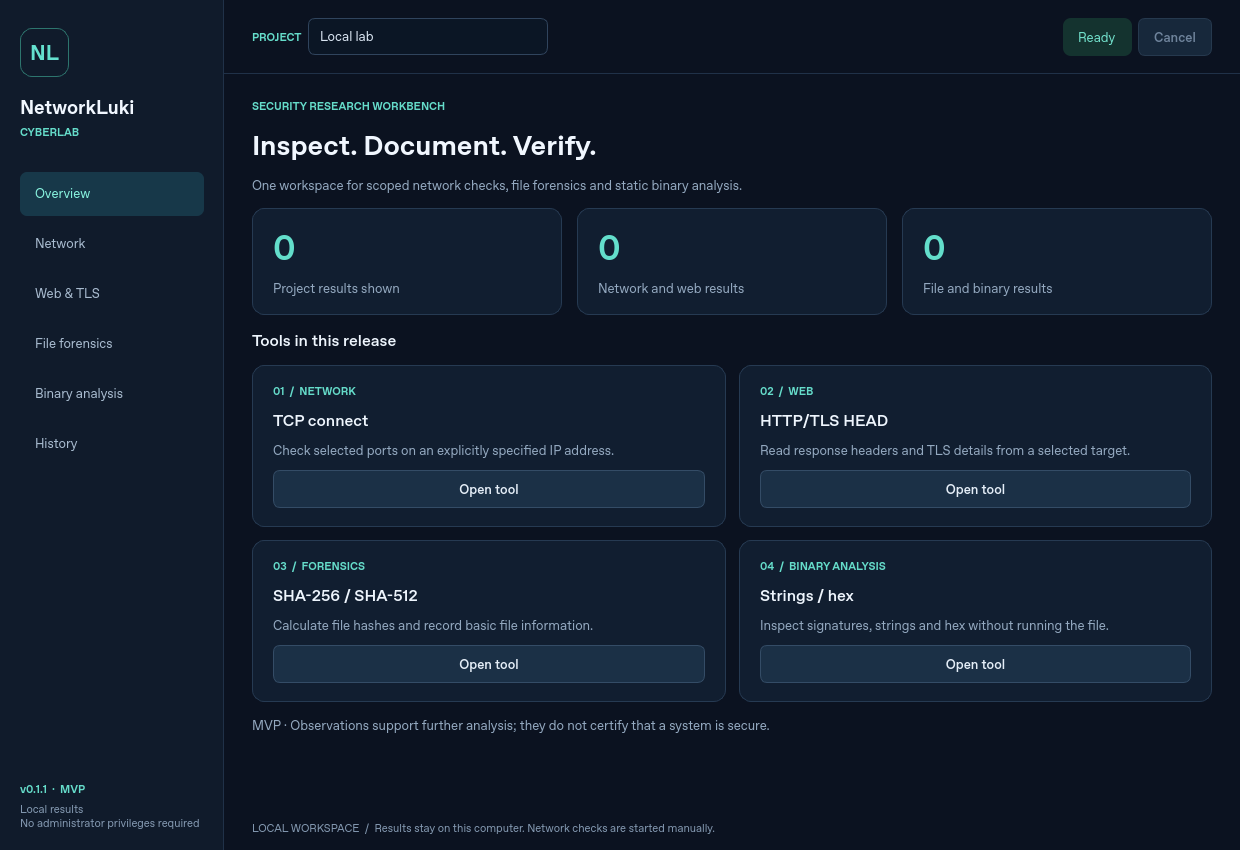 NL
NetworkLuki
CYBERLAB
Overview
Network
Web & TLS
File forensics
Binary analysis
History
v0.1.1 · MVP
Local results
No administrator privileges required
PROJECT
Local lab
Ready
Cancel
SECURITY RESEARCH WORKBENCH
Inspect. Document. Verify.
One workspace for scoped network checks, file forensics and static binary analysis.
0
Project results shown
0
Network and web results
0
File and binary results
Tools in this release
01 / NETWORK
TCP connect
Check selected ports on an explicitly specified IP address.
Open tool
02 / WEB
HTTP/TLS HEAD
Read response headers and TLS details from a selected target.
Open tool
03 / FORENSICS
SHA-256 / SHA-512
Calculate file hashes and record basic file information.
Open tool
04 / BINARY ANALYSIS
Strings / hex
Inspect signatures, strings and hex without running the file.
Open tool
MVP · Observations support further analysis; they do not certify that a system is secure.
LOCAL WORKSPACE / Results stay on this computer. Network checks are started manually.